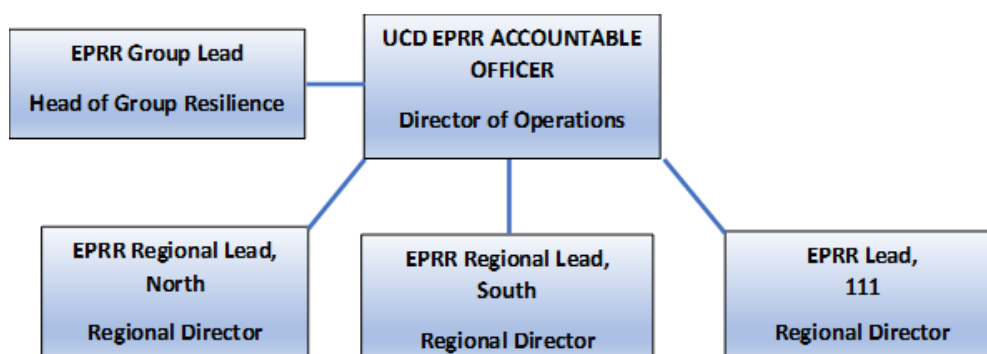 EPRR Group Lead
Head of Group Resilience
UCD EPRR ACCOUNTABLE
OFFICER
Director of Operations
EPRR Regional Lead,
North
Regional Director
EPRR Regional Lead,
South
Regional Director
EPRR Lead,
111
Regional Director